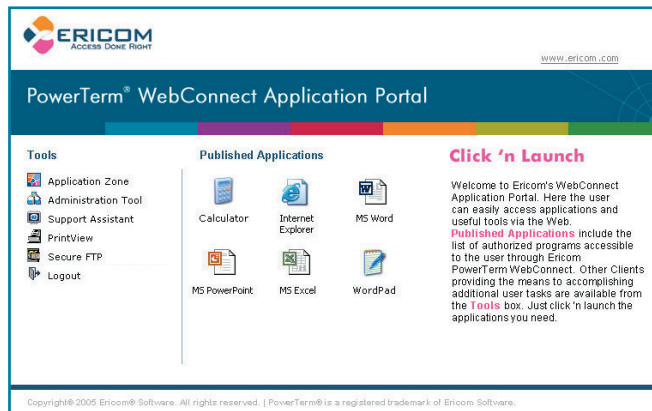 ERICOM
ACCESS DONE RIGHT
www.ericom.com
PowerTerm® WebConnect Application Portal
Tools
Application Zone
Administration Tool
Support Assistant
PrintView
Secure FTP
Logout
Published Applications
Calculator
Internet
Explorer
MS Word
MS PowerPoint
MS Excel
WordPad
Click 'n Launch
Welcome to Ericom's WebConnect
Application Portal. Here the user
can easily access applications and
useful tools via the Web.
Published Applications include the
list of authorized programs accessible
to the user through Ericom
PowerTerm WebConnect. Other Clients
providing the means to accomplishing
additional user tasks are available from
the Tools box. Just click 'n launch the
applications you need.
Copyright® 2005 Ericom® Software. All rights reserved. | PowerTerm® is a registered trademark of Ericom Software.